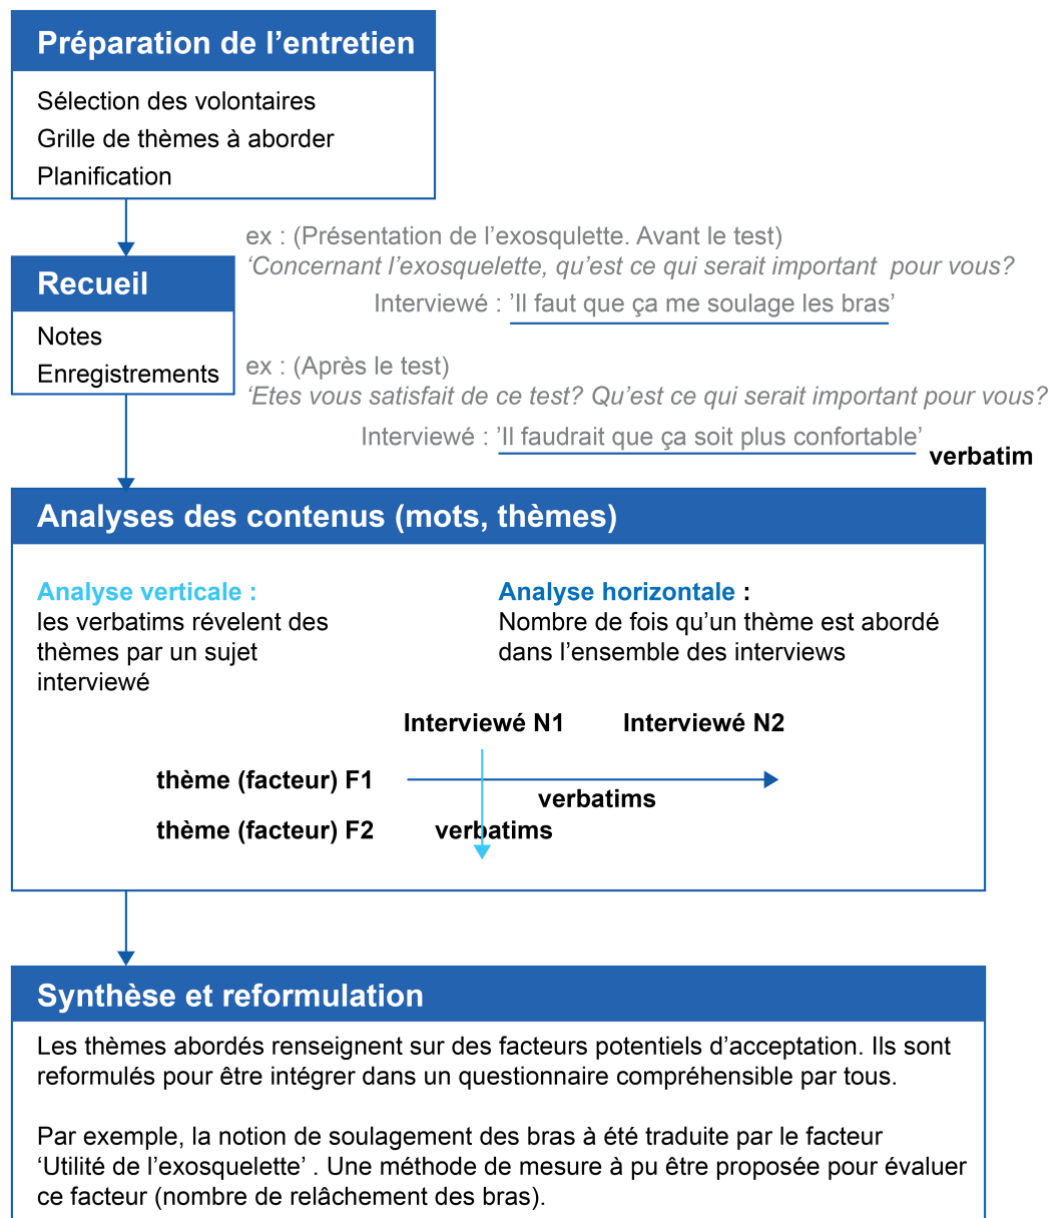 Préparation de l’entretien
Sélection des volontaires
Grille de thèmes à aborder
Planification
ex : (Présentation de l’exosqulette. Avant le test)
‘Concernant l’exosquelette, qu’est ce qui serait important pour vous?
Interviewé : ’Il faut que ça me soulage les bras’
Recueil
Notes
Enregistrements
ex : (Après le test)
‘Etes vous satisfait de ce test? Qu’est ce qui serait important pour vous?
Interviewé : ’Il faudrait que ça soit plus confortable’
verbatim
Analyses des contenus (mots, thèmes)
Analyse verticale :
les verbatims révelent des
thèmes par un sujet
interviewé
Analyse horizontale :
Nombre de fois qu’un thème est abordé
dans l’ensemble des interviews
Interviewé N1 Interviewé N2
thème (facteur) F1
verbatims
thème (facteur) F2 verbatims
Synthèse et reformulation
Les thèmes abordés renseignent sur des facteurs potentiels d’acceptation. Ils sont
reformulés pour être intégrer dans un questionnaire compréhensible par tous.
Par exemple, la notion de soulagement des bras à été traduite par le facteur
‘Utilité de l’exosquelette’ . Une méthode de mesure à pu être proposée pour évaluer
ce facteur (nombre de relâchement des bras).